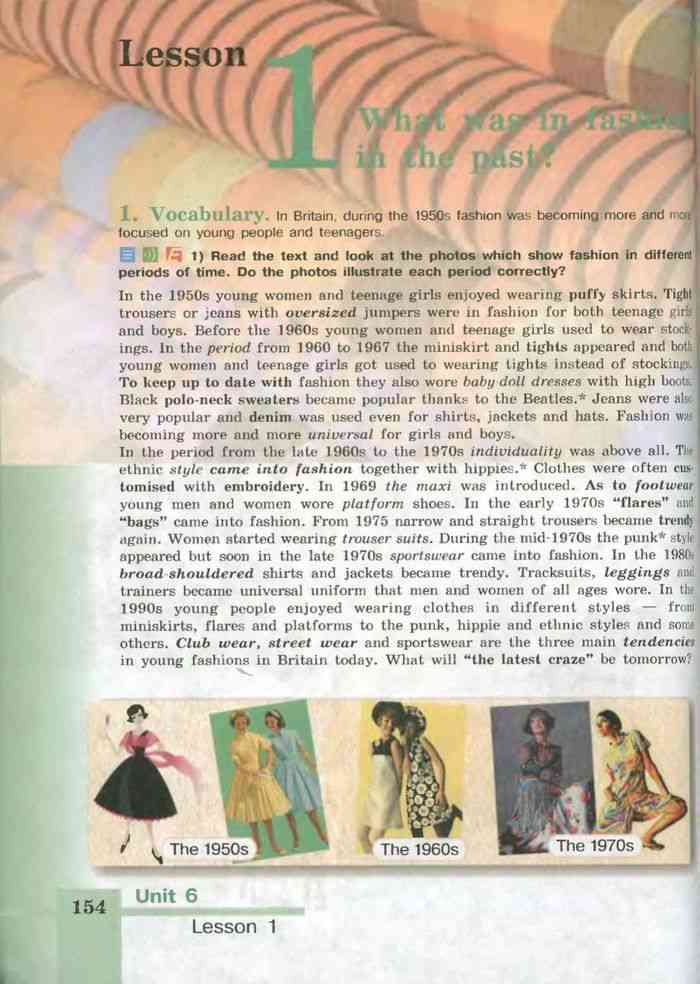 Lesson
1
What was in fashion
in the past?
1. Vocabulary. In Britain, during the 1950s fashion was becoming more and more
focused on young people and teenagers.
1) Read the text and look at the photos which show fashion in different
periods of time. Do the photos illustrate each period correctly?
In the 1950s young women and teenage girls enjoyed wearing puffy skirts. Tight
trousers or jeans with oversized jumpers were in fashion for both teenage girls
and boys. Before the 1960s young women and teenage girls used to wear stock-
ings. In the period from 1960 to 1967 the miniskirt and tights appeared and both
young women and teenage girls got used to wearing tights instead of stockings.
To keep up to date with fashion they also wore baby-doll dresses with high boots.
Black polo-neck sweaters became popular thanks to the Beatles.* Jeans were also
very popular and denim was used even for shirts, jackets and hats. Fashion was
becoming more and more universal for girls and boys.
In the period from the late 1960s to the 1970s individuality was above all. The
ethnic style came into fashion together with hippies.* Clothes were often cus-
tomised with embroidery. In 1969 the maxi was introduced. As to footwear
young men and women wore platform shoes. In the early 1970s “flares” and
“bags” came into fashion. From 1975 narrow and straight trousers became trendy
again. Women started wearing trouser suits. During the mid-1970s the punk* style
appeared but soon in the late 1970s sportswear came into fashion. In the 1980s
broad-shouldered shirts and jackets became trendy. Tracksuits, leggings and
trainers became universal uniform that men and women of all ages wore. In the
1990s young people enjoyed wearing clothes in different styles — from
miniskirts, flares and platforms to the punk, hippie and ethnic styles and some
others. Club wear, street wear and sportswear are the three main tendencies
in young fashions in Britain today. What will “the latest craze” be tomorrow?
The 1950s
The 1960s
The 1970s
154
Unit 6
Lesson 1